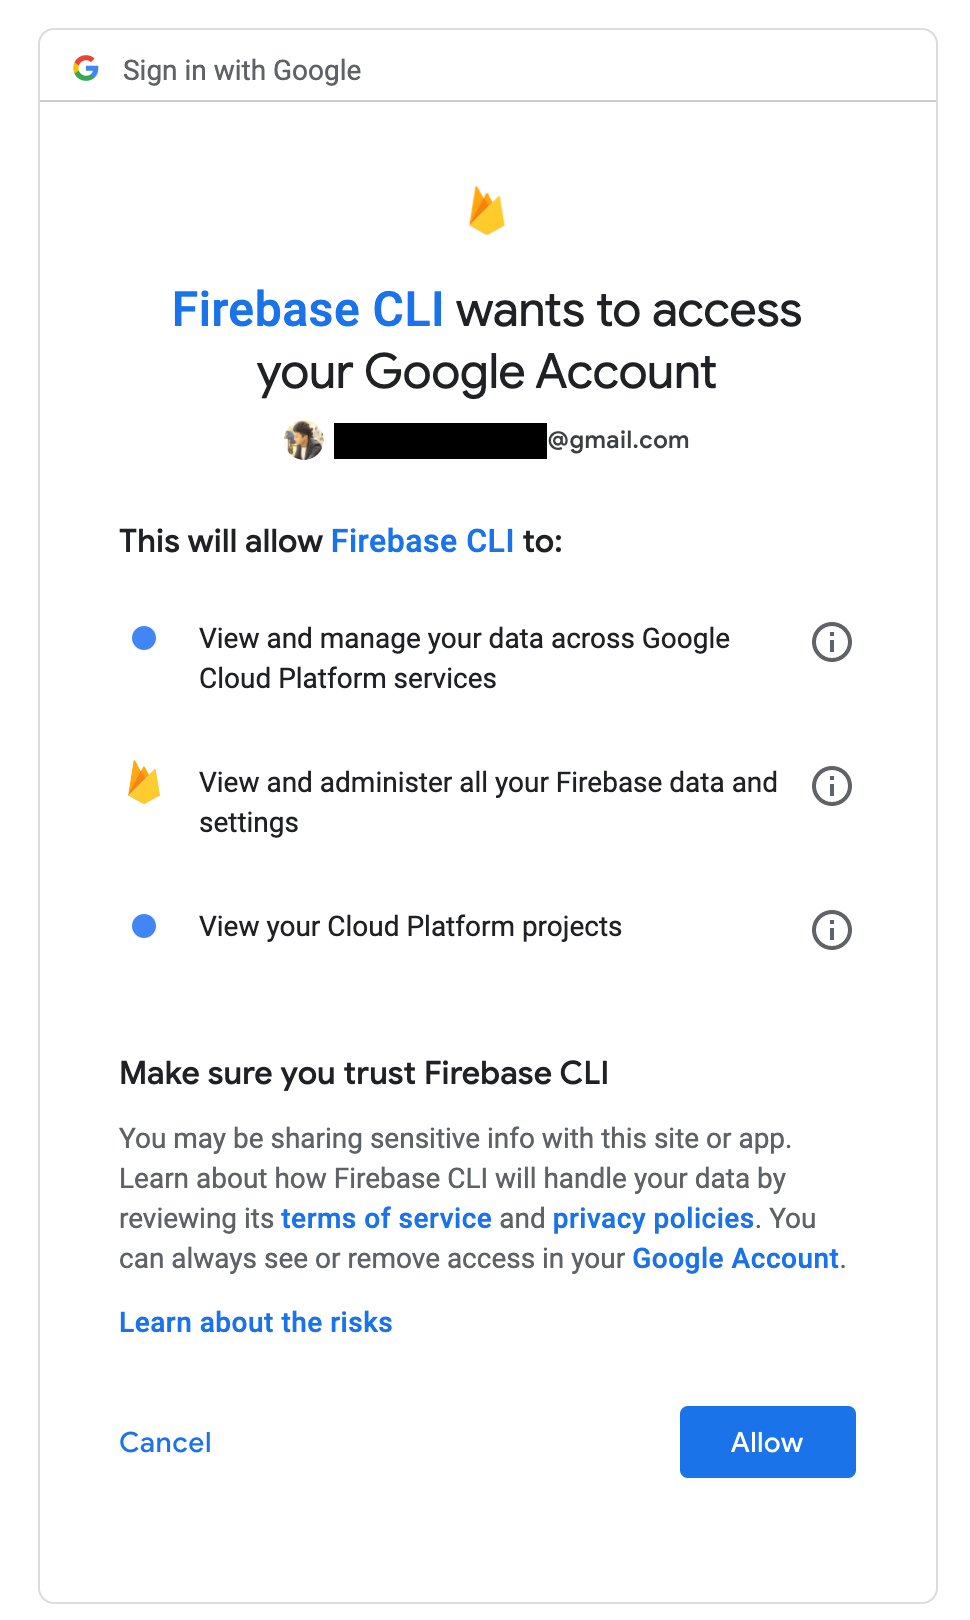 Sign in with Google
Firebase CLI wants to access
your Google Account
@gmail.com
This will allow Firebase CLI to:
View and manage your data across Google
Cloud Platform services
View and administer all your Firebase data and
settings
View your Cloud Platform projects
Make sure you trust Firebase CLI
You may be sharing sensitive info with this site or app.
Learn about how Firebase CLI will handle your data by
reviewing its terms of service and privacy policies. You
can always see or remove access in your Google Account.
Learn about the risks
Cancel
Allow